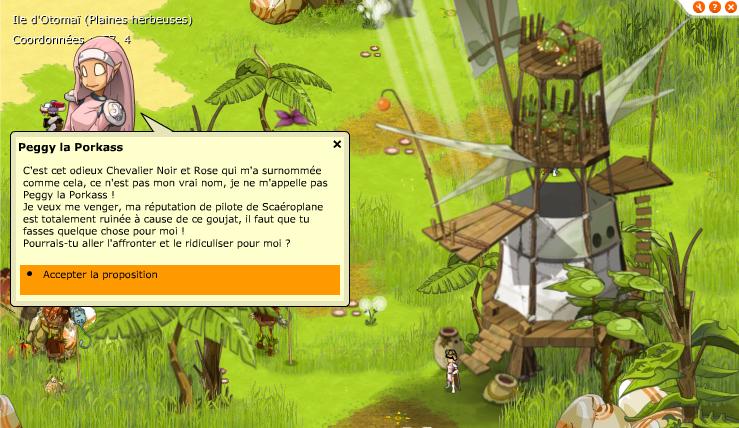 Ile d'Otomaï (Plaines herbeuses)
Coordonnées
4
Peggy la Porkass
C'est cet odieux Chevalier Noir et Rose qui m'a surnommée
comme cela, ce n'est pas mon vrai nom, je ne m'appelle pas
Peggy la Porkass !
Je veux me venger, ma réputation de pilote de Scaéroplane
est totalement ruinée à cause de ce goujat, il faut que tu
fasses quelque chose pour moi !
Pourrais-tu aller l'affronter et le ridiculiser pour moi ?
Accepter la proposition